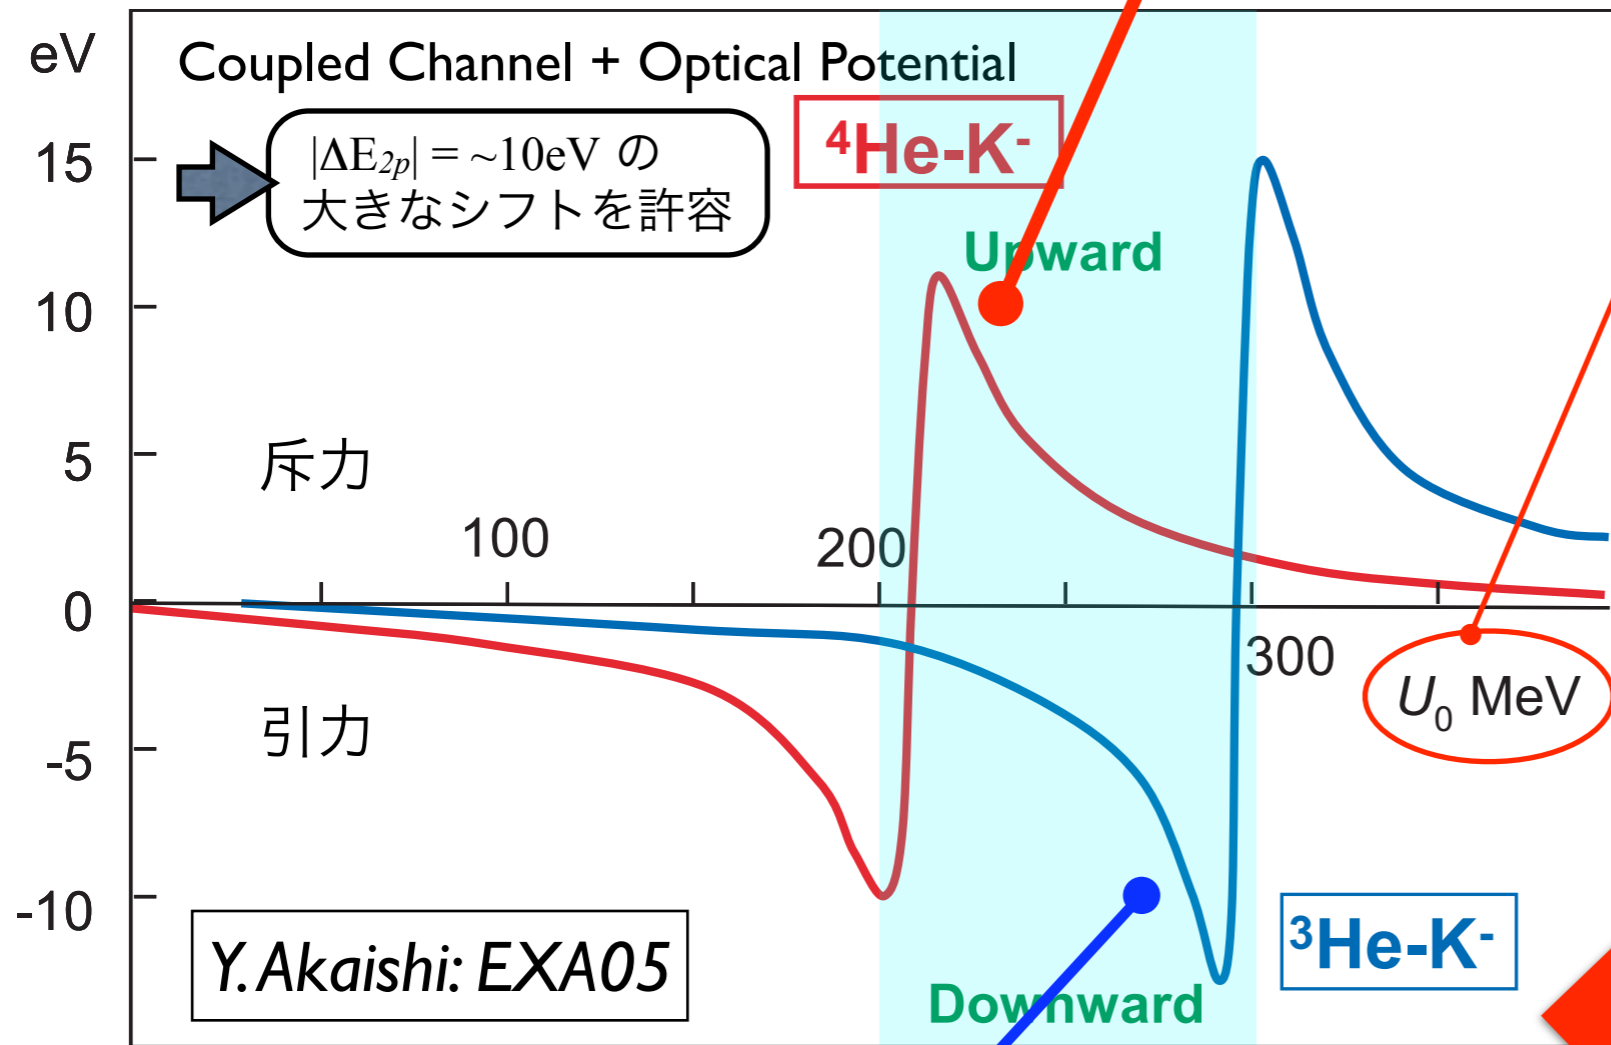 eV
Coupled Channel + Optical Potential
|ΔE2p| = ~10eV の
大きなシフトを許容
4He-K-
Upward
15
10
5
0
-5
-10
斥力
引力
100
200
300
U0 MeV
Y. Akaishi: EXA05
3He-K-
Downward